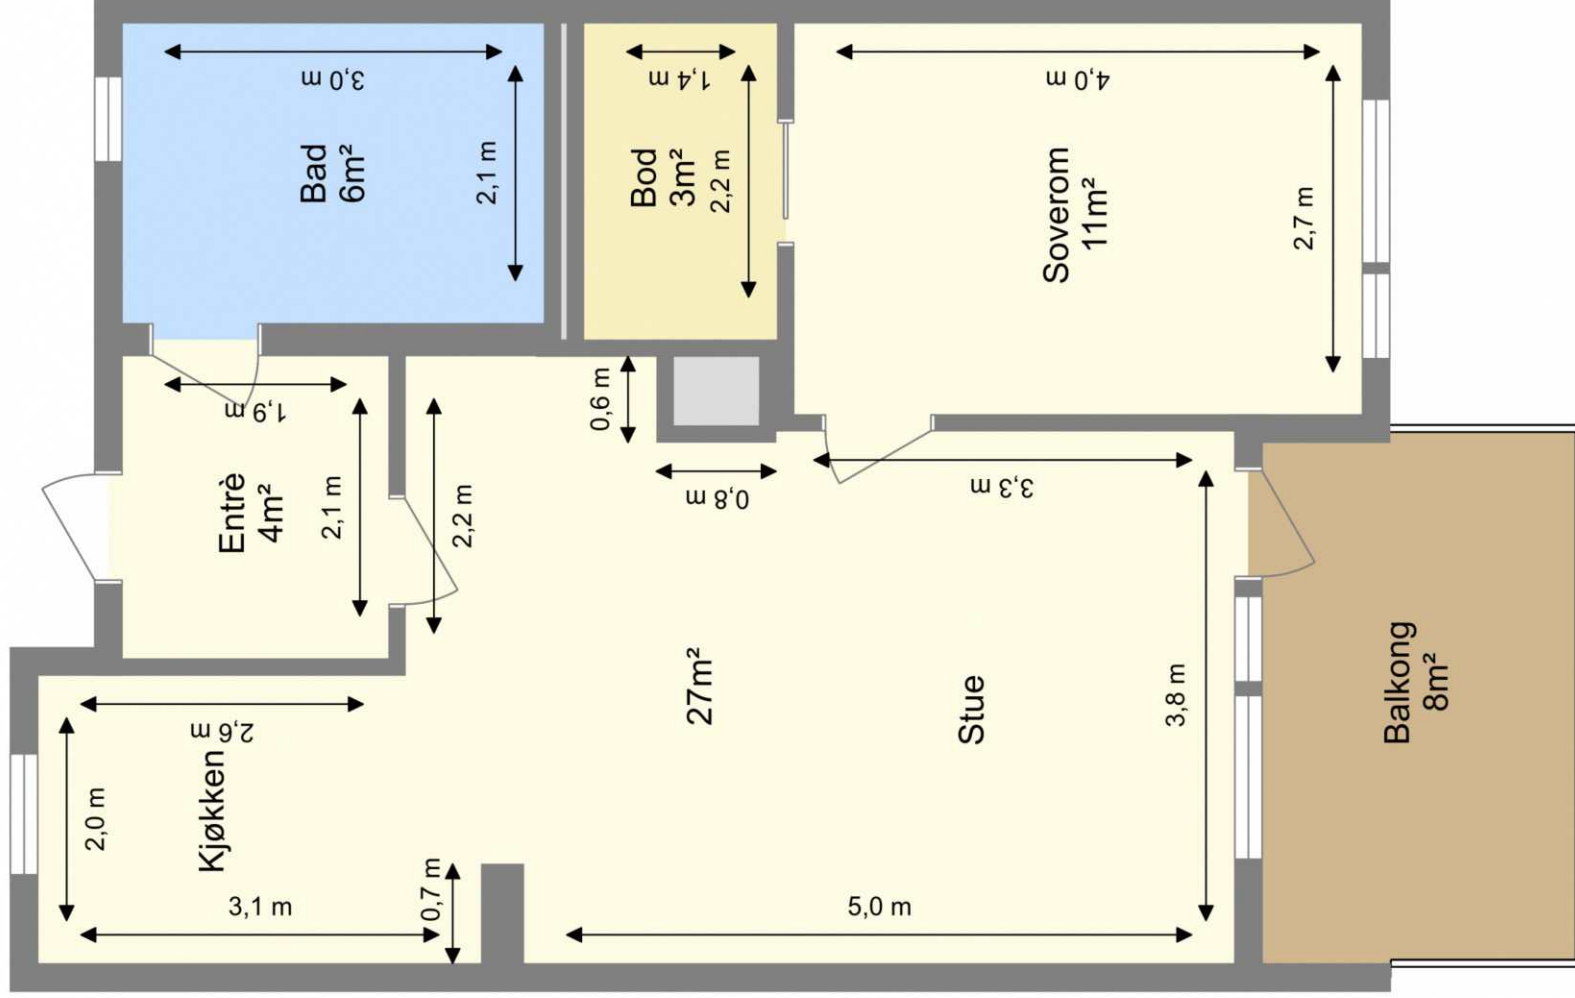 3,0 m
Bad
6m²
2,1 m
1,4 m
Bod
3m²
2,2 m
4,0 m
Soverom
11m²
2,7 m
1,9 m
Entrè
4m²
2,1 m
2,2 m
0,6 m
0,8 m
3,3 m
2,6 m
Kjøkken
2,0 m
3,1 m
0,7 m
27m²
Stue
3,8 m
5,0 m
Balkong
8m²